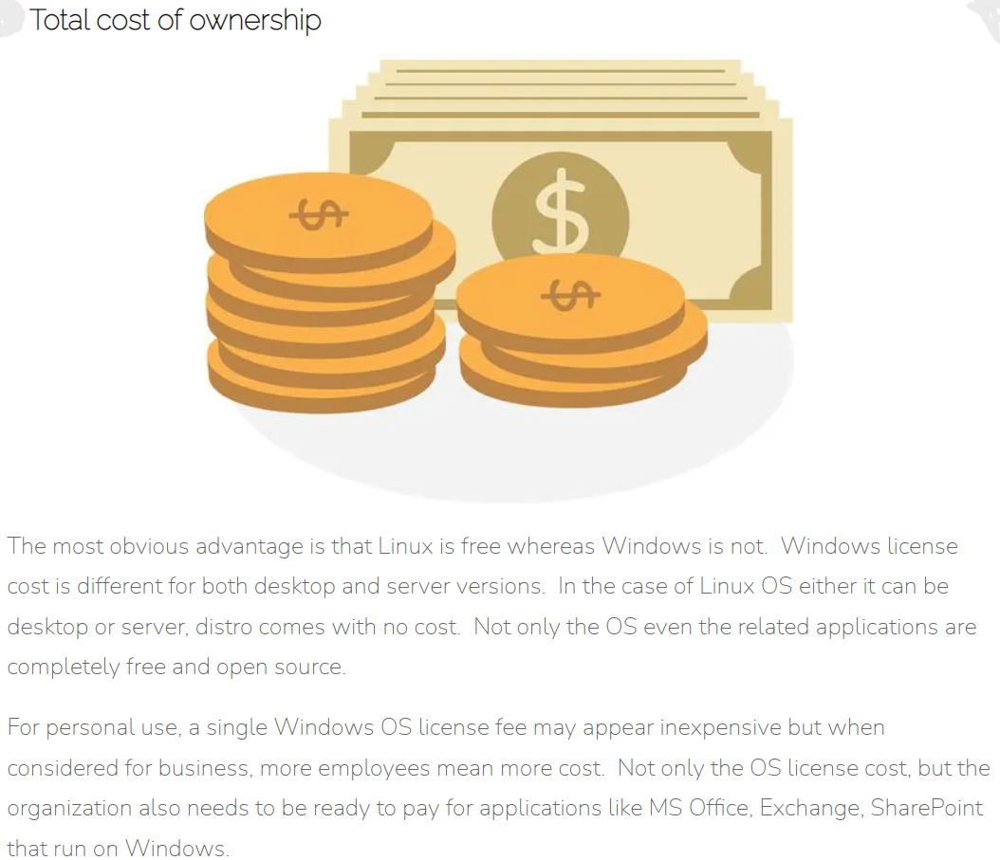 Total cost of ownership
$
$
$
The most obvious advantage is that Linux is free whereas Windows is not.  Windows license
cost is different for both desktop and server versions.  In the case of Linux OS either it can be
desktop or server, distro comes with no cost.  Not only the OS even the related applications are
completely free and open source.
For personal use, a single Windows OS license fee may appear inexpensive but when
considered for business, more employees mean more cost.  Not only the OS license cost, but the
organization also needs to be ready to pay for applications like MS Office, Exchange, SharePoint
that run on Windows.